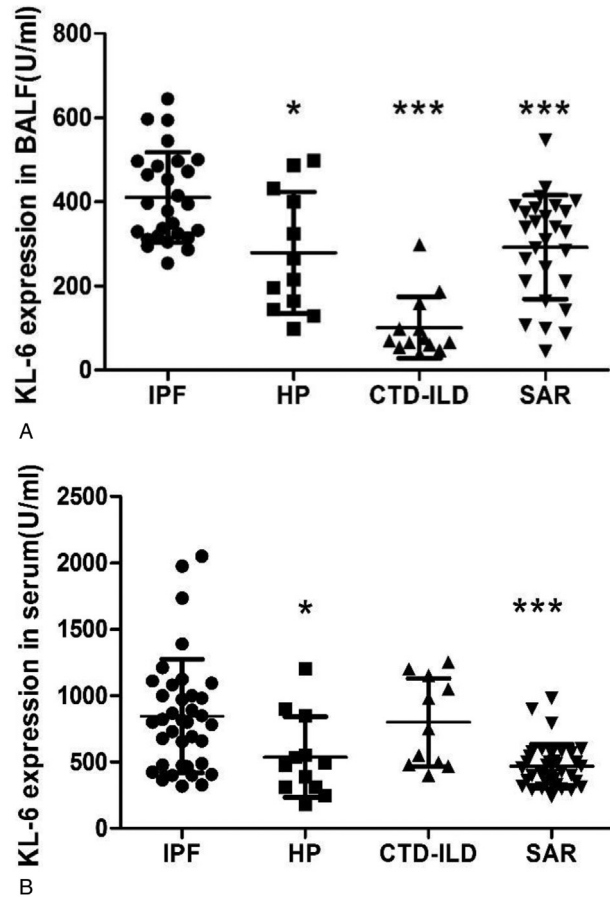 KL-6 expression in BALF(U/ml)
800
600
400
200
0
* *** ***
IPF HP CTD-ILD SAR
A
KL-6 expression in serum(U/ml)
2500
2000
1500
1000
500
0
* ***
IPF HP CTD-ILD SAR
B